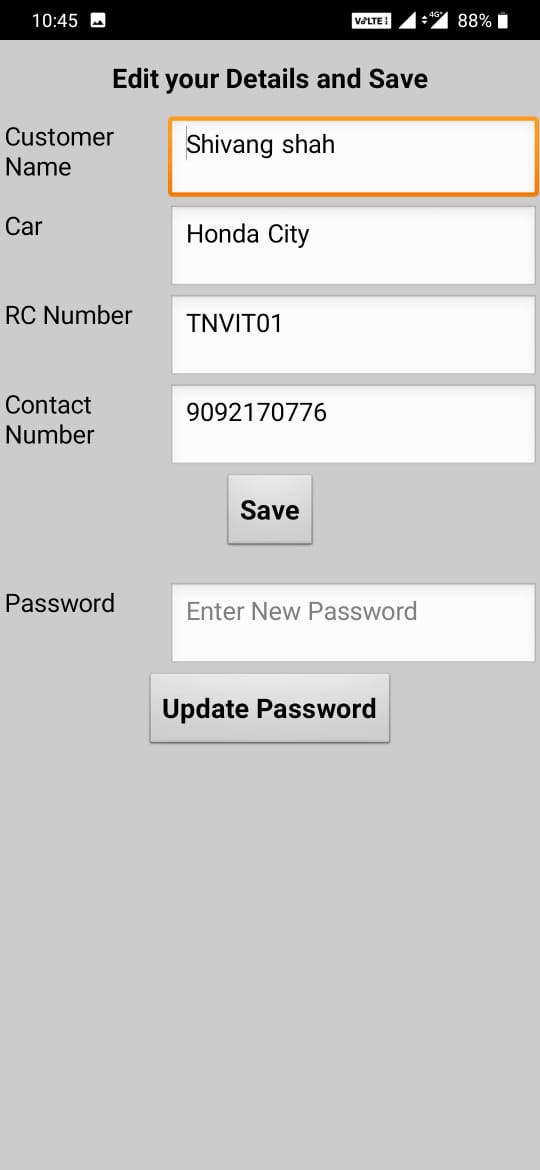 10:45 VoLTE 4G+ 88%
Edit your Details and Save
Customer Name
Shivang shah
Car
Honda City
RC Number
TNVIT01
Contact Number
9092170776
Save
Password
Enter New Password
Update Password